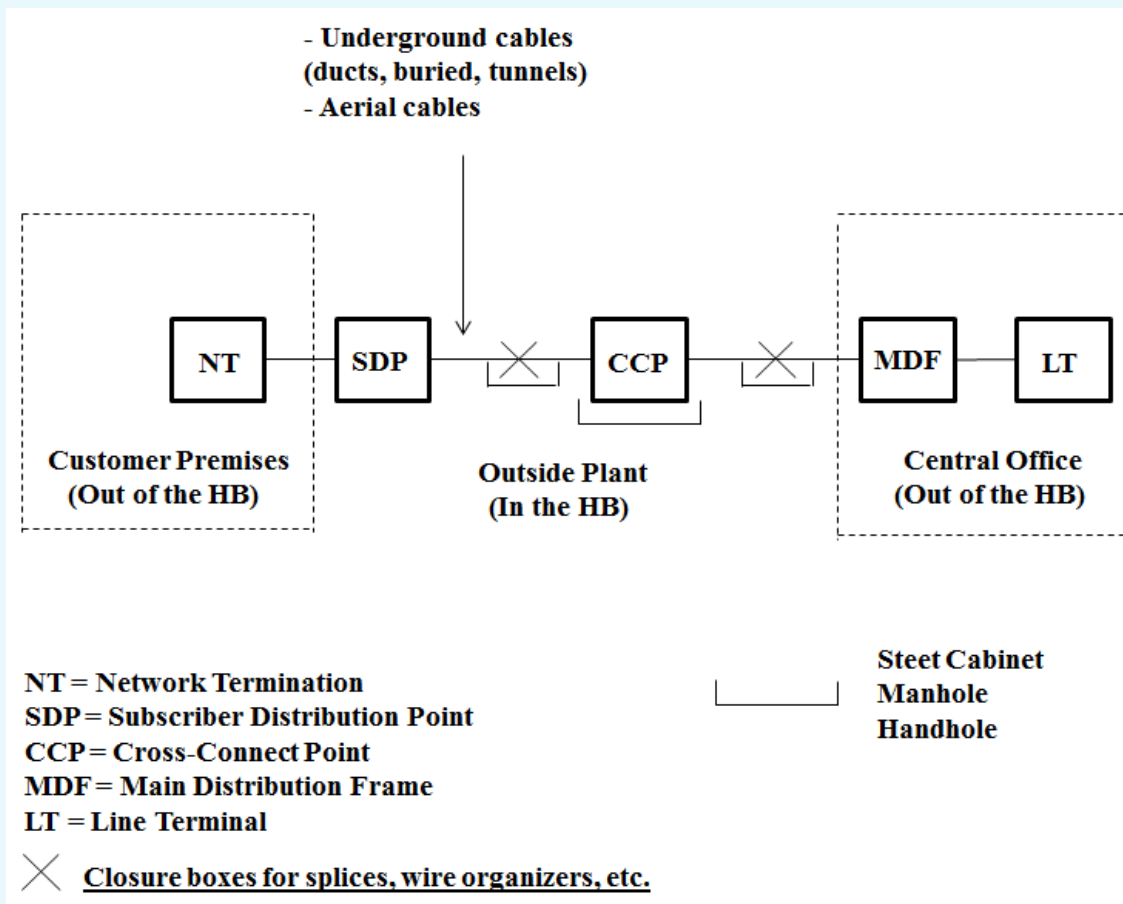 - Underground cables
(ducts, buried, tunnels)
- Aerial cables
NT
SDP
CCP
MDF
LT
Customer Premises
(Out of the HB)
Outside Plant
(In the HB)
Central Office
(Out of the HB)
NT = Network Termination
SDP = Subscriber Distribution Point
CCP = Cross-Connect Point
MDF = Main Distribution Frame
LT = Line Terminal
Steet Cabinet
Manhole
Handhole
Closure boxes for splices, wire organizers, etc.